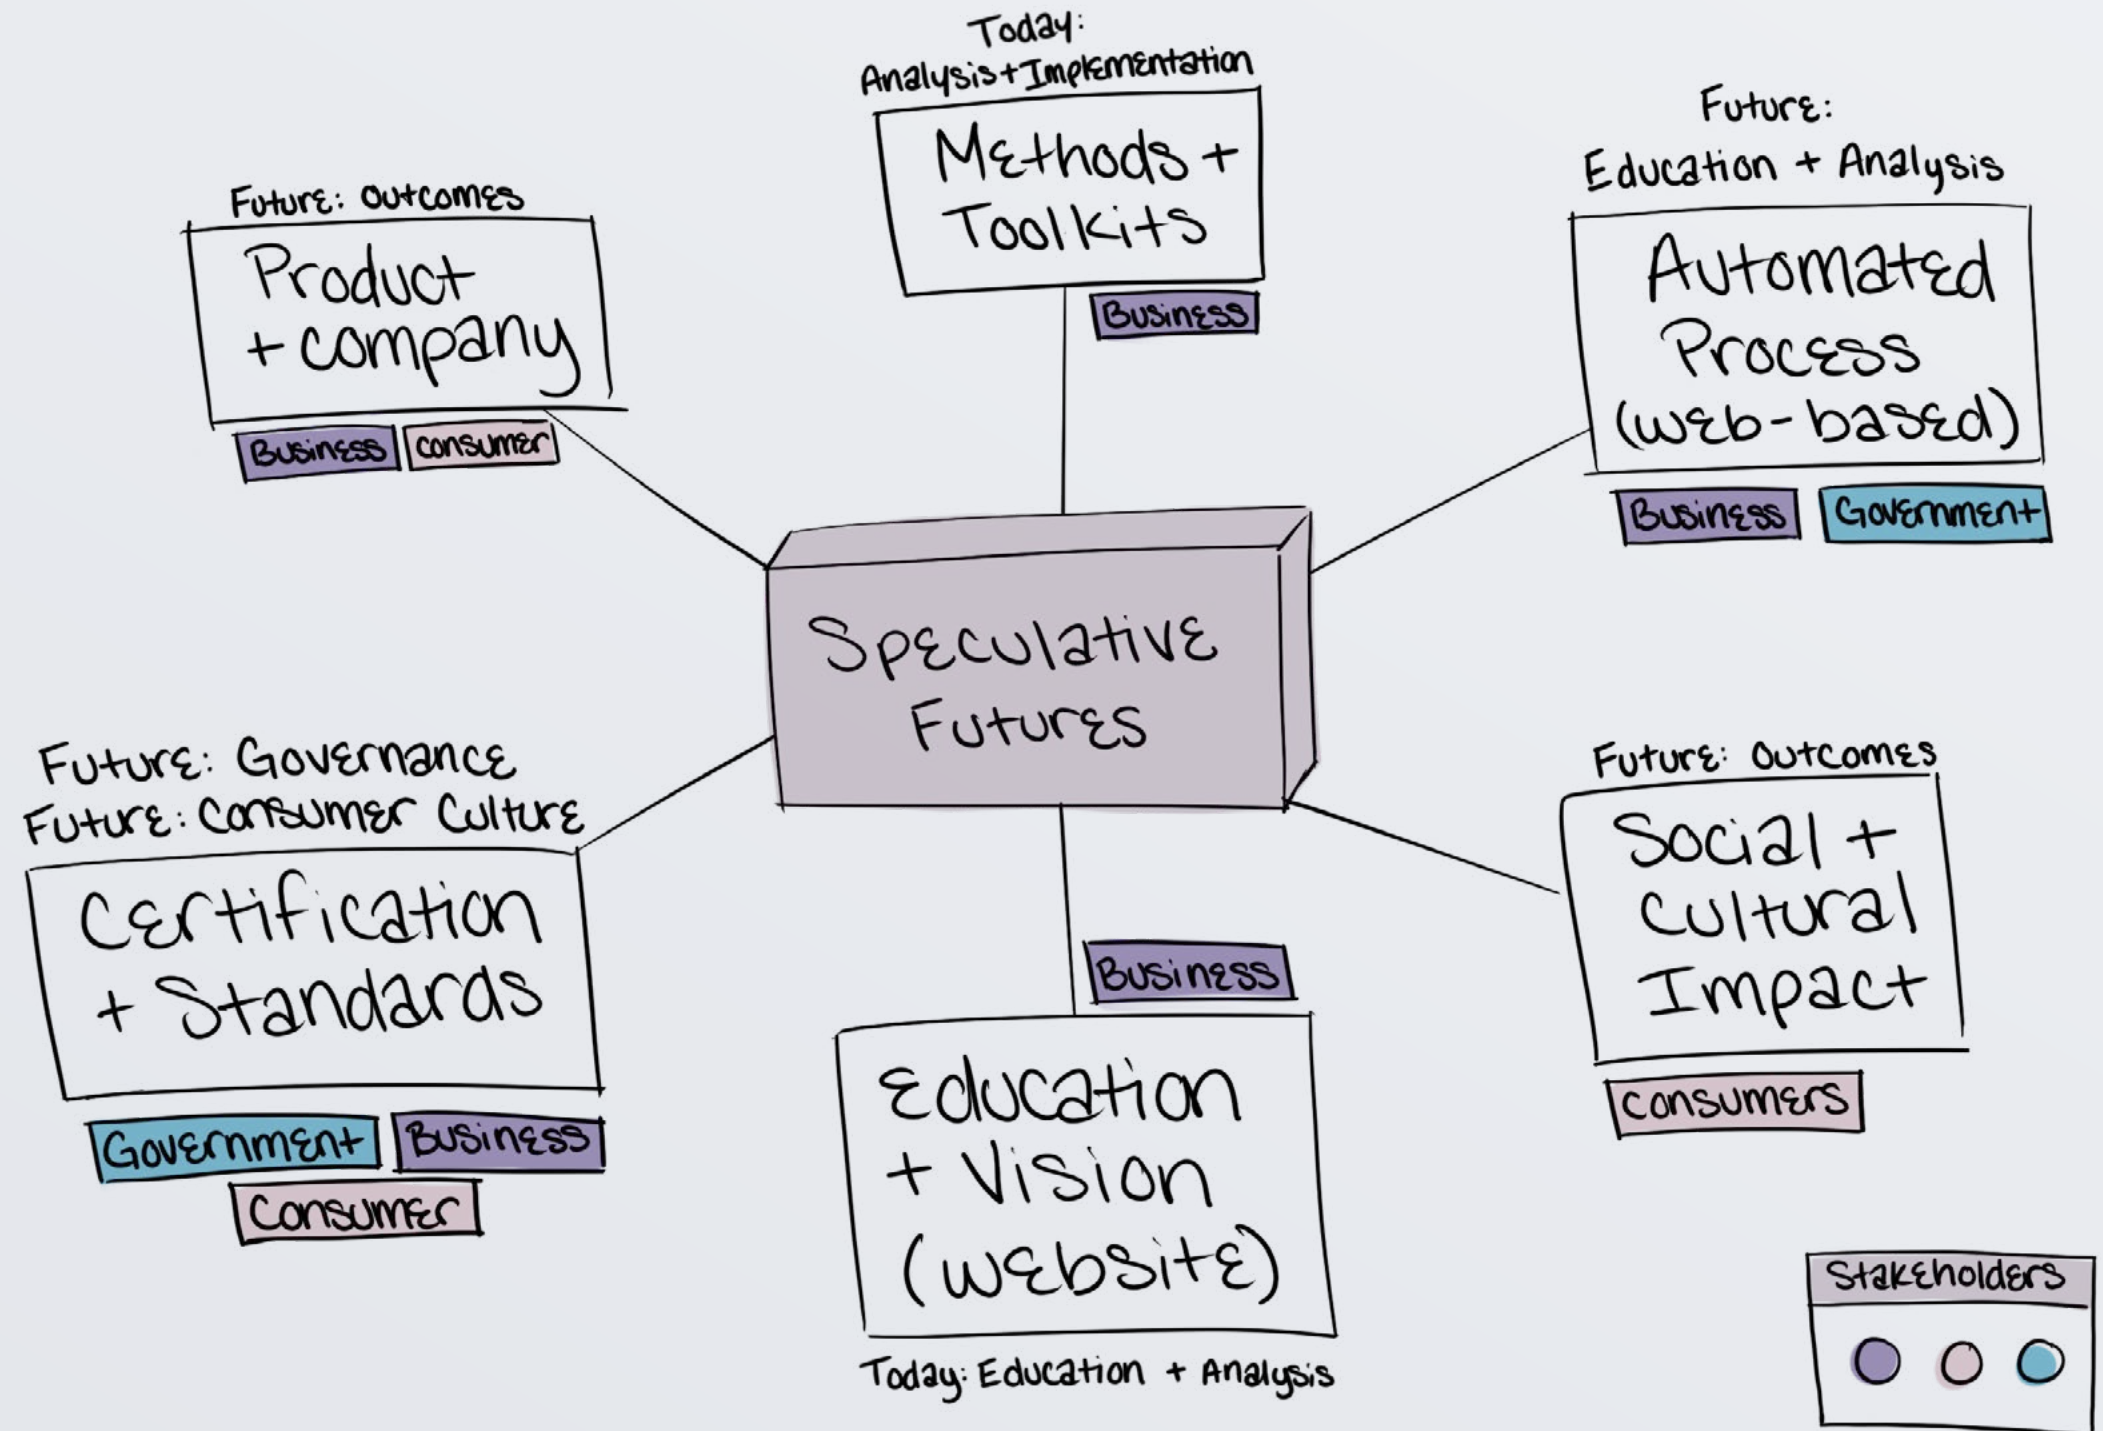 Today:
Analysis + Implementation
Methods +
Toolkits
Business
Future: Outcomes
Product
+ company
Business
consumer
Future:
Education + Analysis
Automated
Process
(web-based)
Business
Government
Speculative
Futures
Future: Governance
Future: Consumer Culture
Certification
+ Standards
Government
Business
Consumer
Business
Education
+ Vision
(website)
Today: Education + Analysis
Future: Outcomes
Social +
Cultural
Impact
consumers
Stakeholders